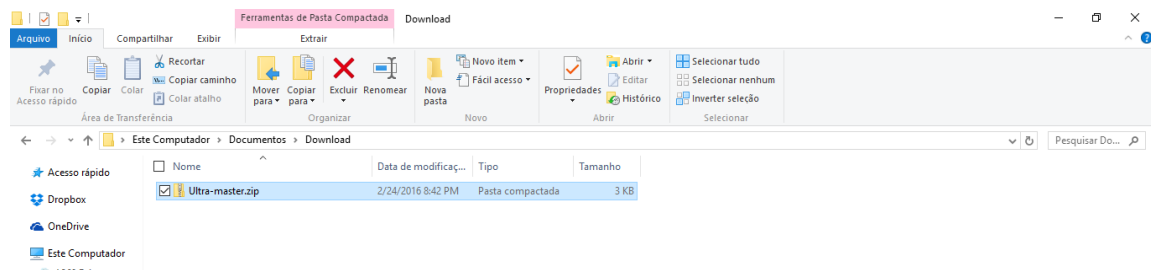 Ferramentas de Pasta Compactada Download
Arquivo Início Compartilhar Exibir Extrair
Fixar no
Acesso rápido
Copiar
Colar
Recortar
Copiar caminho
Colar atalho
Área de Transferência
Mover
para
Copiar
para
Excluir
Renomear
Organizar
Nova
pasta
Novo item
Fácil acesso
Novo
Propriedades
Abrir
Editar
Histórico
Abrir
Selecionar tudo
Selecionar nenhum
Inverter seleção
Selecionar
Este Computador > Documentos > Download
Pesquisar Do...
Nome Data de modificaç... Tipo Tamanho
Ultra-master.zip 2/24/2016 8:42 PM Pasta compactada 3 KB
Acesso rápido
Dropbox
OneDrive
Este Computador